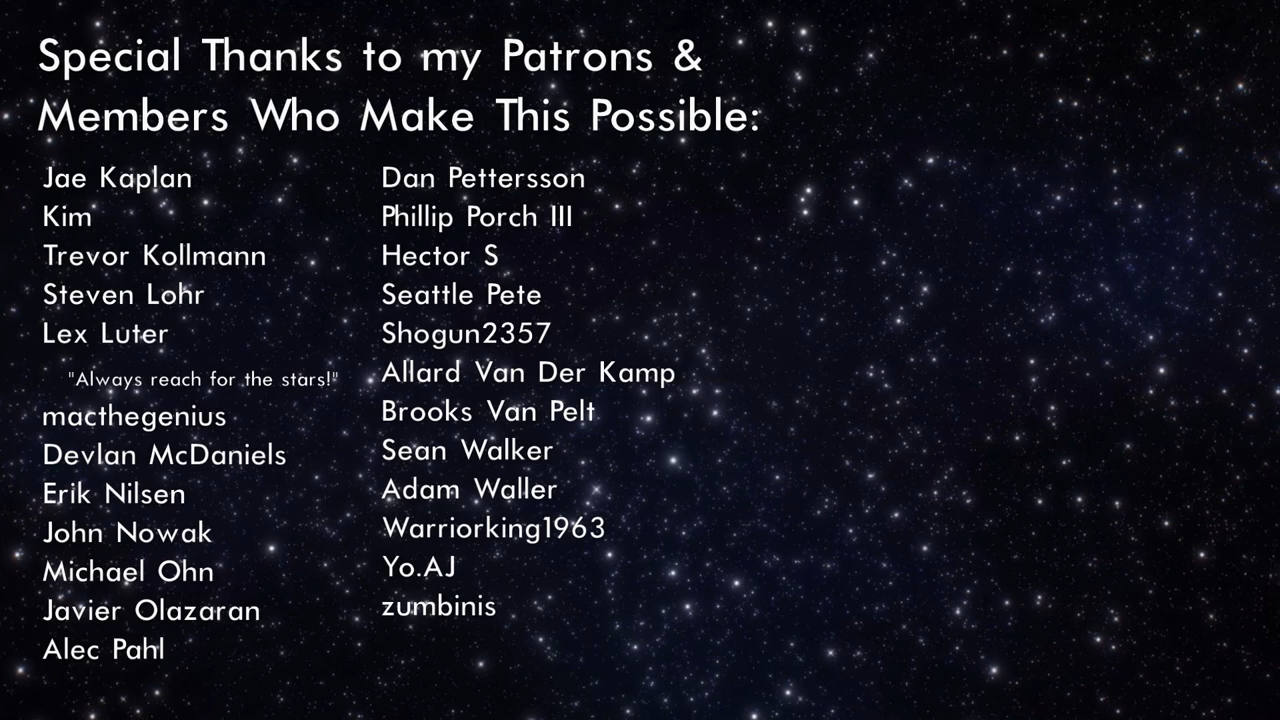 Special Thanks to my Patrons &
Members Who Make This Possible:
Jae Kaplan
Kim
Trevor Kollmann
Steven Lohr
Lex Luter
"Always reach for the stars!"
macthegenius
Devlan McDaniels
Erik Nilsen
John Nowak
Michael Ohn
Javier Olazaran
Alec Pahl
Dan Pettersson
Phillip Porch III
Hector S
Seattle Pete
Shogun2357
Allard Van Der Kamp
Brooks Van Pelt
Sean Walker
Adam Waller
Warriorking1963
Yo.AJ
zumbinis